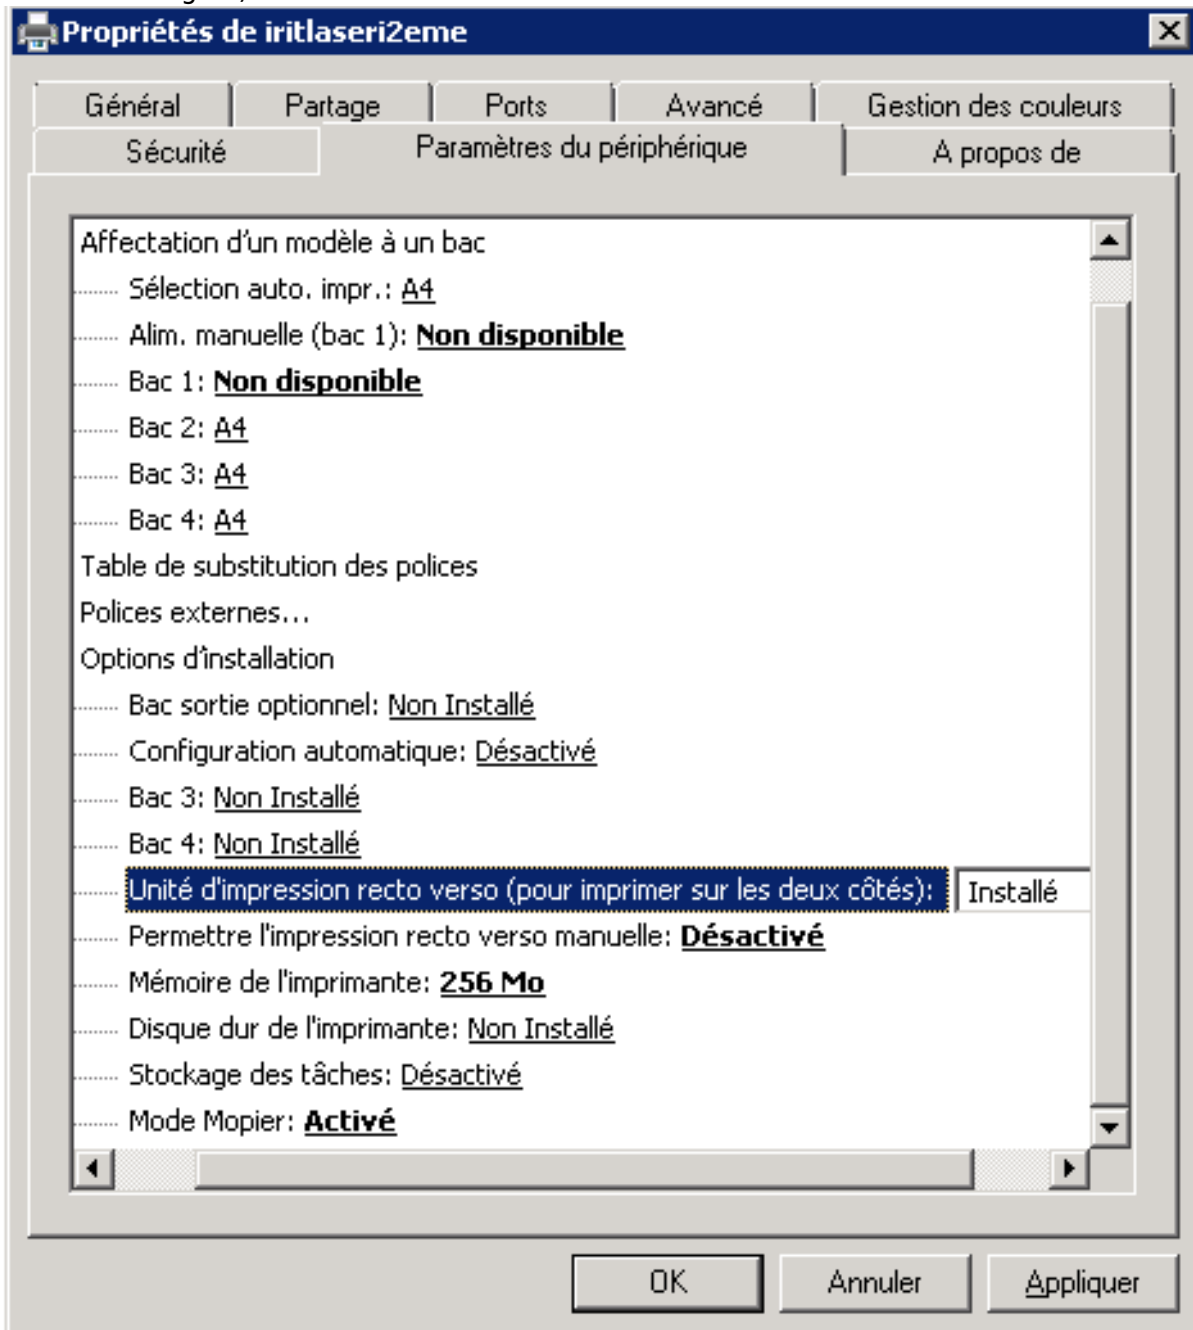 Propriétés de iritlaseri2eme
Général Partage Ports Avancé Gestion des couleurs
Sécurité Paramètres du périphérique A propos de
Affectation d'un modèle à un bac
Sélection auto. impr.: A4
Alim. manuelle (bac 1): Non disponible
Bac 1: Non disponible
Bac 2: A4
Bac 3: A4
Bac 4: A4
Table de substitution des polices
Polices externes...
Options d'installation
Bac sortie optionnel: Non Installé
Configuration automatique: Désactivé
Bac 3: Non Installé
Bac 4: Non Installé
Unité d'impression recto verso (pour imprimer sur les deux côtés): Installé
Permettre l'impression recto verso manuelle: Désactivé
Mémoire de l'imprimante: 256 Mo
Disque dur de l'imprimante: Non Installé
Stockage des tâches: Désactivé
Mode Mopier: Activé
OK Annuler Appliquer